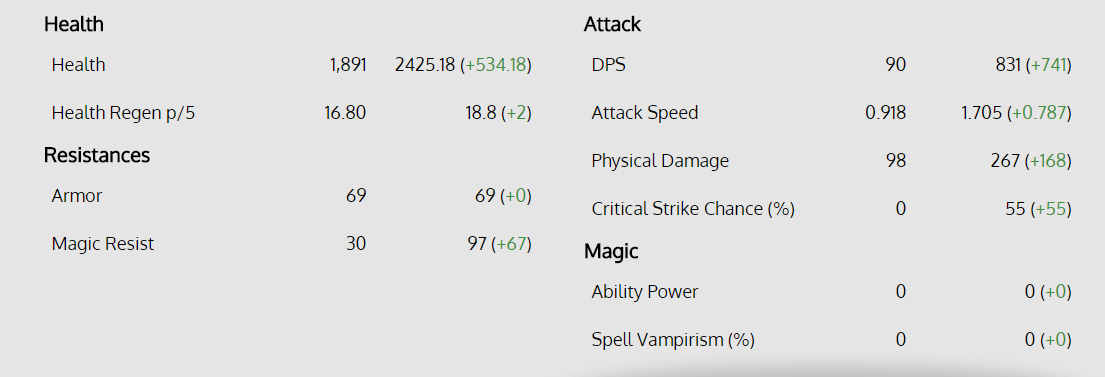 Health
Health 1,891 2425.18 (+534.18)
Health Regen p/5 16.80 18.8 (+2)
Resistances
Armor 69 69 (+0)
Magic Resist 30 97 (+67)
Attack
DPS 90 831 (+741)
Attack Speed 0.918 1.705 (+0.787)
Physical Damage 98 267 (+168)
Critical Strike Chance (%) 0 55 (+55)
Magic
Ability Power 0 0 (+0)
Spell Vampirism (%) 0 0 (+0)